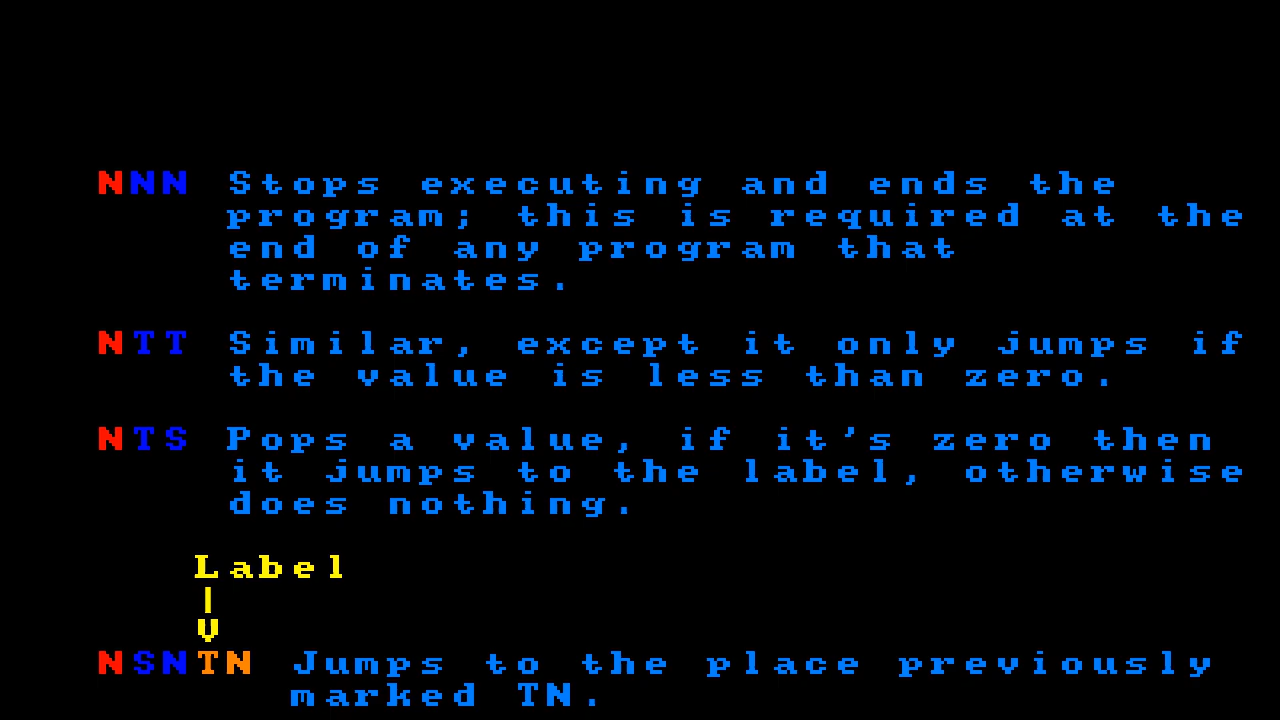 NNN Stops executing and ends the
program; this is required at the
end of any program that
terminates.
NTT Similar, except it only jumps if
the value is less than zero.
NTS Pops a value, if it's zero then
it jumps to the label, otherwise
does nothing.
Label
|
V
NSNTN Jumps to the place previously
marked TN.